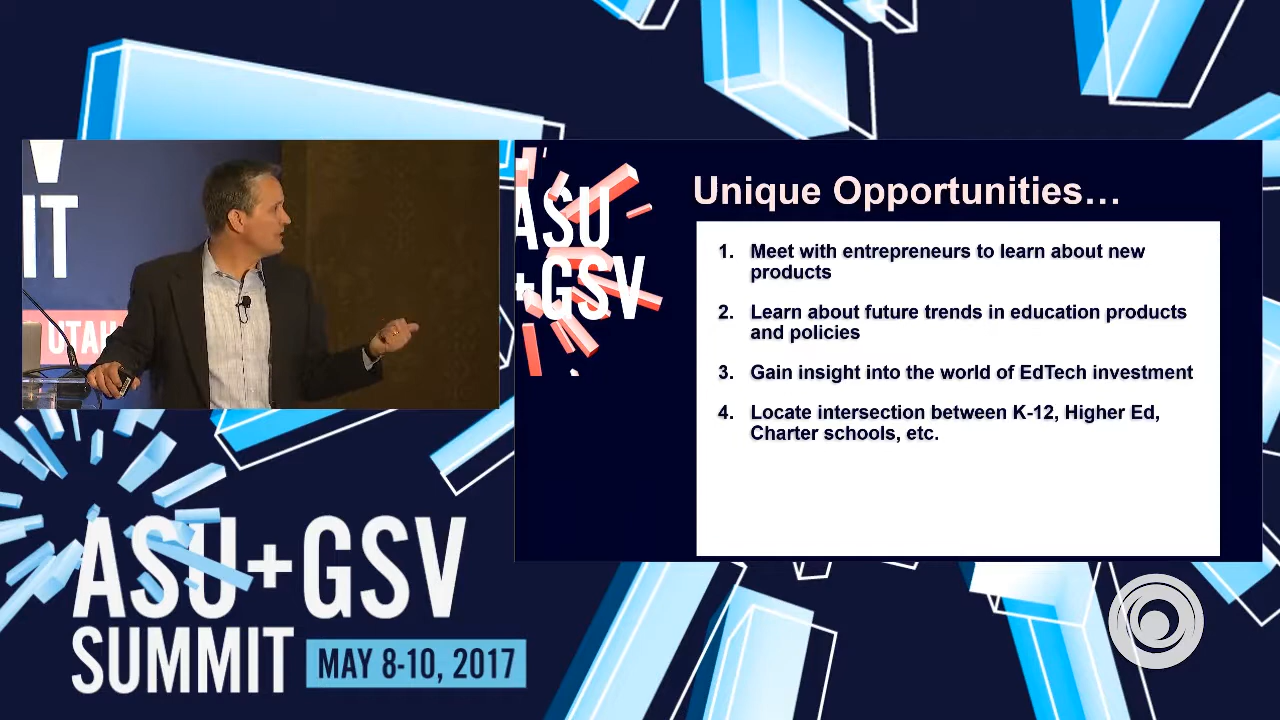 IT
UTAH
ASU
+GSV
Unique Opportunities…
1. Meet with entrepreneurs to learn about new
products
2. Learn about future trends in education products
and policies
3. Gain insight into the world of EdTech investment
4. Locate intersection between K-12, Higher Ed,
Charter schools, etc.
ASU+GSV
SUMMIT MAY 8-10, 2017